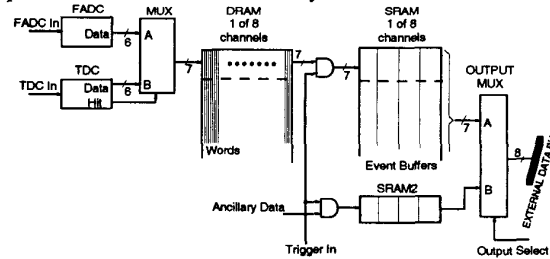 FADC
MUX
DRAM
1 of 8
channels
SRAM
1 of 8
channels
FADC In
Data
6
A
TDC
TDC In
Data
Hit
6
B
7
7
7
Words
Event Buffers
7
OUTPUT
MUX
A
B
8
EXTERNAL DATA
SRAM2
Ancillary Data
Trigger In
Output Select